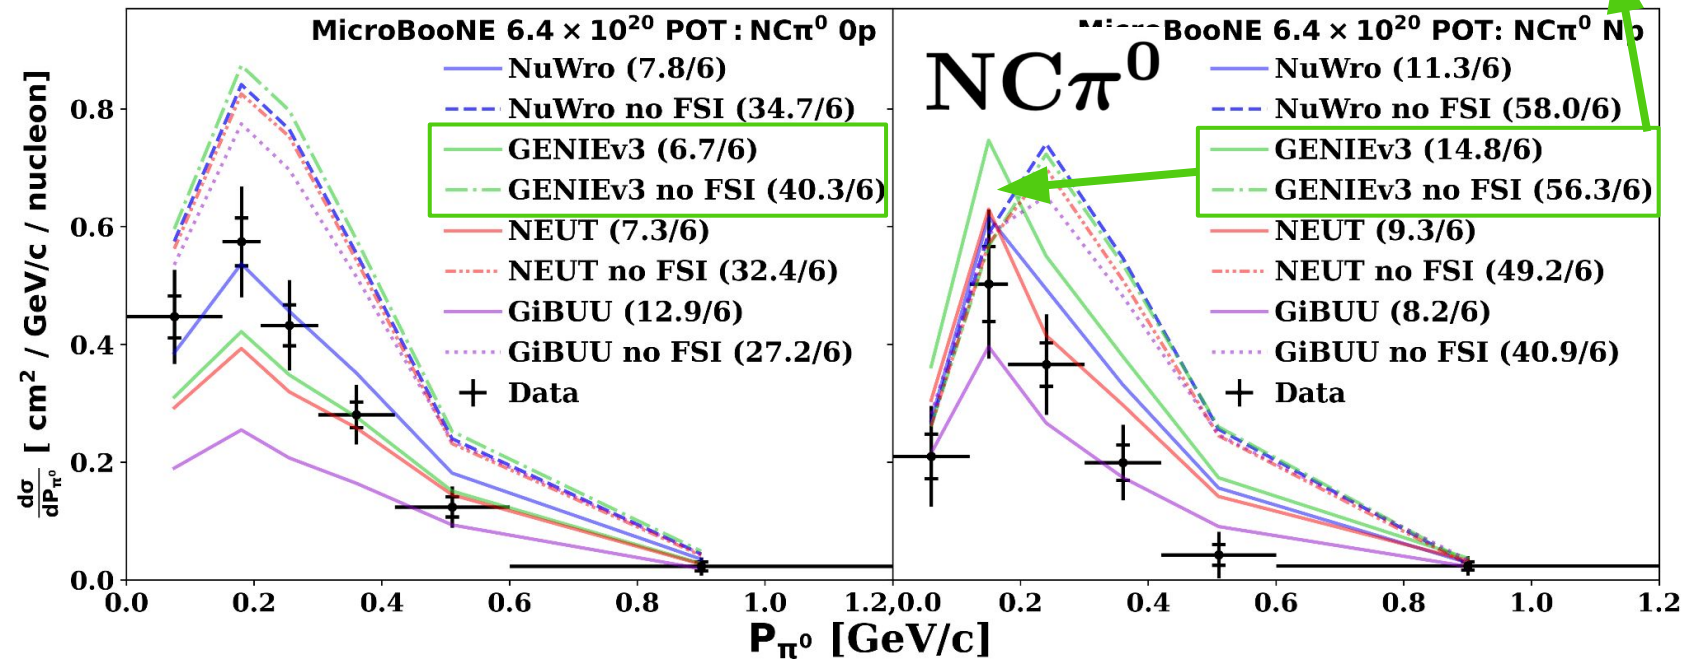 MicroBooNE 6.4 × 10²⁰ POT : NCπ⁰ 0p
NuWro (7.8/6)
NuWro no FSI (34.7/6)
GENIEv3 (6.7/6)
GENIEv3 no FSI (40.3/6)
NEUT (7.3/6)
NEUT no FSI (32.4/6)
GiBUU (12.9/6)
GiBUU no FSI (27.2/6)
Data
MicroBooNE 6.4 × 10²⁰ POT: NCπ⁰ Np
NCπ⁰
NuWro (11.3/6)
NuWro no FSI (58.0/6)
GENIEv3 (14.8/6)
GENIEv3 no FSI (56.3/6)
NEUT (9.3/6)
NEUT no FSI (49.2/6)
GiBUU (8.2/6)
GiBUU no FSI (40.9/6)
Data
dσ/dP_π⁰ [ cm² / GeV/c / nucleon]
0.8
0.6
0.4
0.2
0.0
0.0 0.2 0.4 0.6 0.8 1.0 1.2,0.0 0.2 0.4 0.6 0.8 1.0 1.2
P_π⁰ [GeV/c]